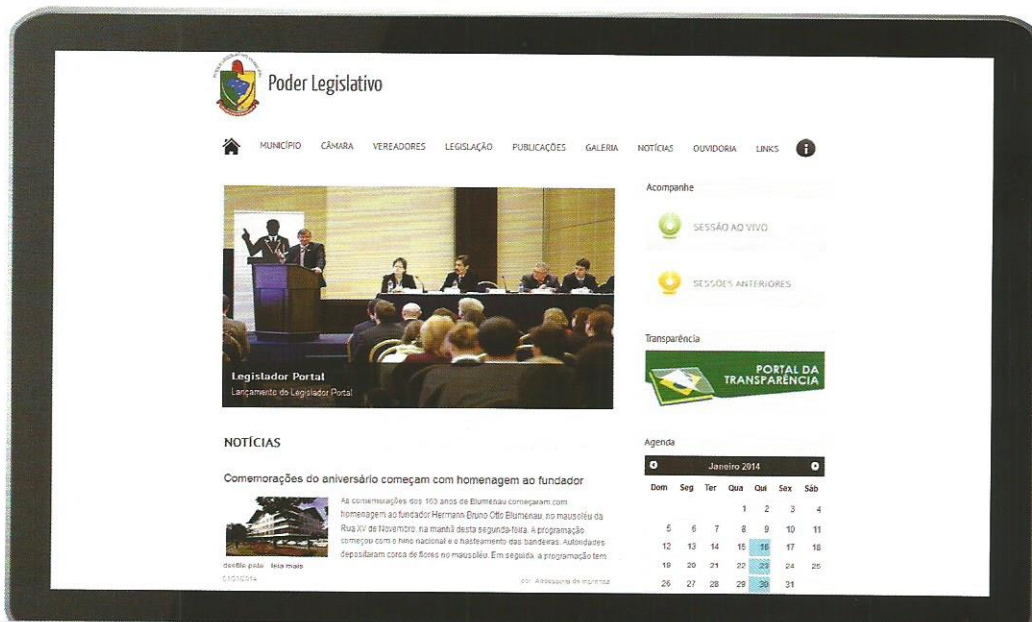 Poder Legislativo
MUNICÍPIO CÂMARA VEREADORES LEGISLAÇÃO PUBLICAÇÕES GALERIA NOTÍCIAS OUVIDORIA LINKS
Acompanhe
SESSÃO AO VIVO
SESSÕES ANTERIORES
Legislador Portal
Lançamento do Legislador Portal
Transparência
PORTAL DA
TRANSPARÊNCIA
NOTÍCIAS
Comemorações do aniversário começam com homenagem ao fundador
As comemorações dos 163 anos de Blumenau começaram com
homenagem ao fundador Hermann Bruno Otto Blumenau, no mausoléu da
Rua XV de Novembro, na manhã desta segunda-feira. A programação
começou com o hino nacional e o hasteamento das bandeiras. Autoridades
depositaram coroa de flores no mausoléu. Em seguida, a programação tem
desfile pela leia mais
por Assessoria de Imprensa
Agenda
Janeiro 2014
Dom Seg Ter Qua Qui Sex Sáb
1 2 3 4
5 6 7 8 9 10 11
12 13 14 15 16 17 18
19 20 21 22 23 24 25
26 27 28 29 30 31